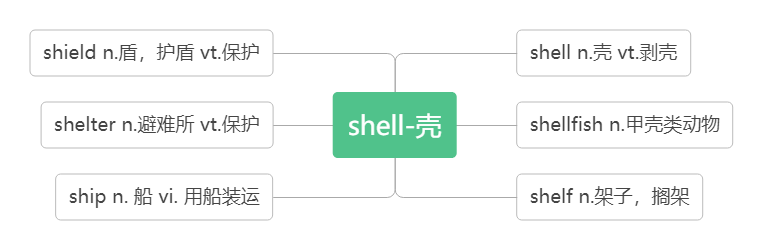 shield n.盾，护盾 vt.保护
shell n.壳 vt.剥壳
shelter n.避难所 vt.保护
shell-壳
shellfish n.甲壳类动物
ship n. 船 vi. 用船装运
shelf n.架子，搁架